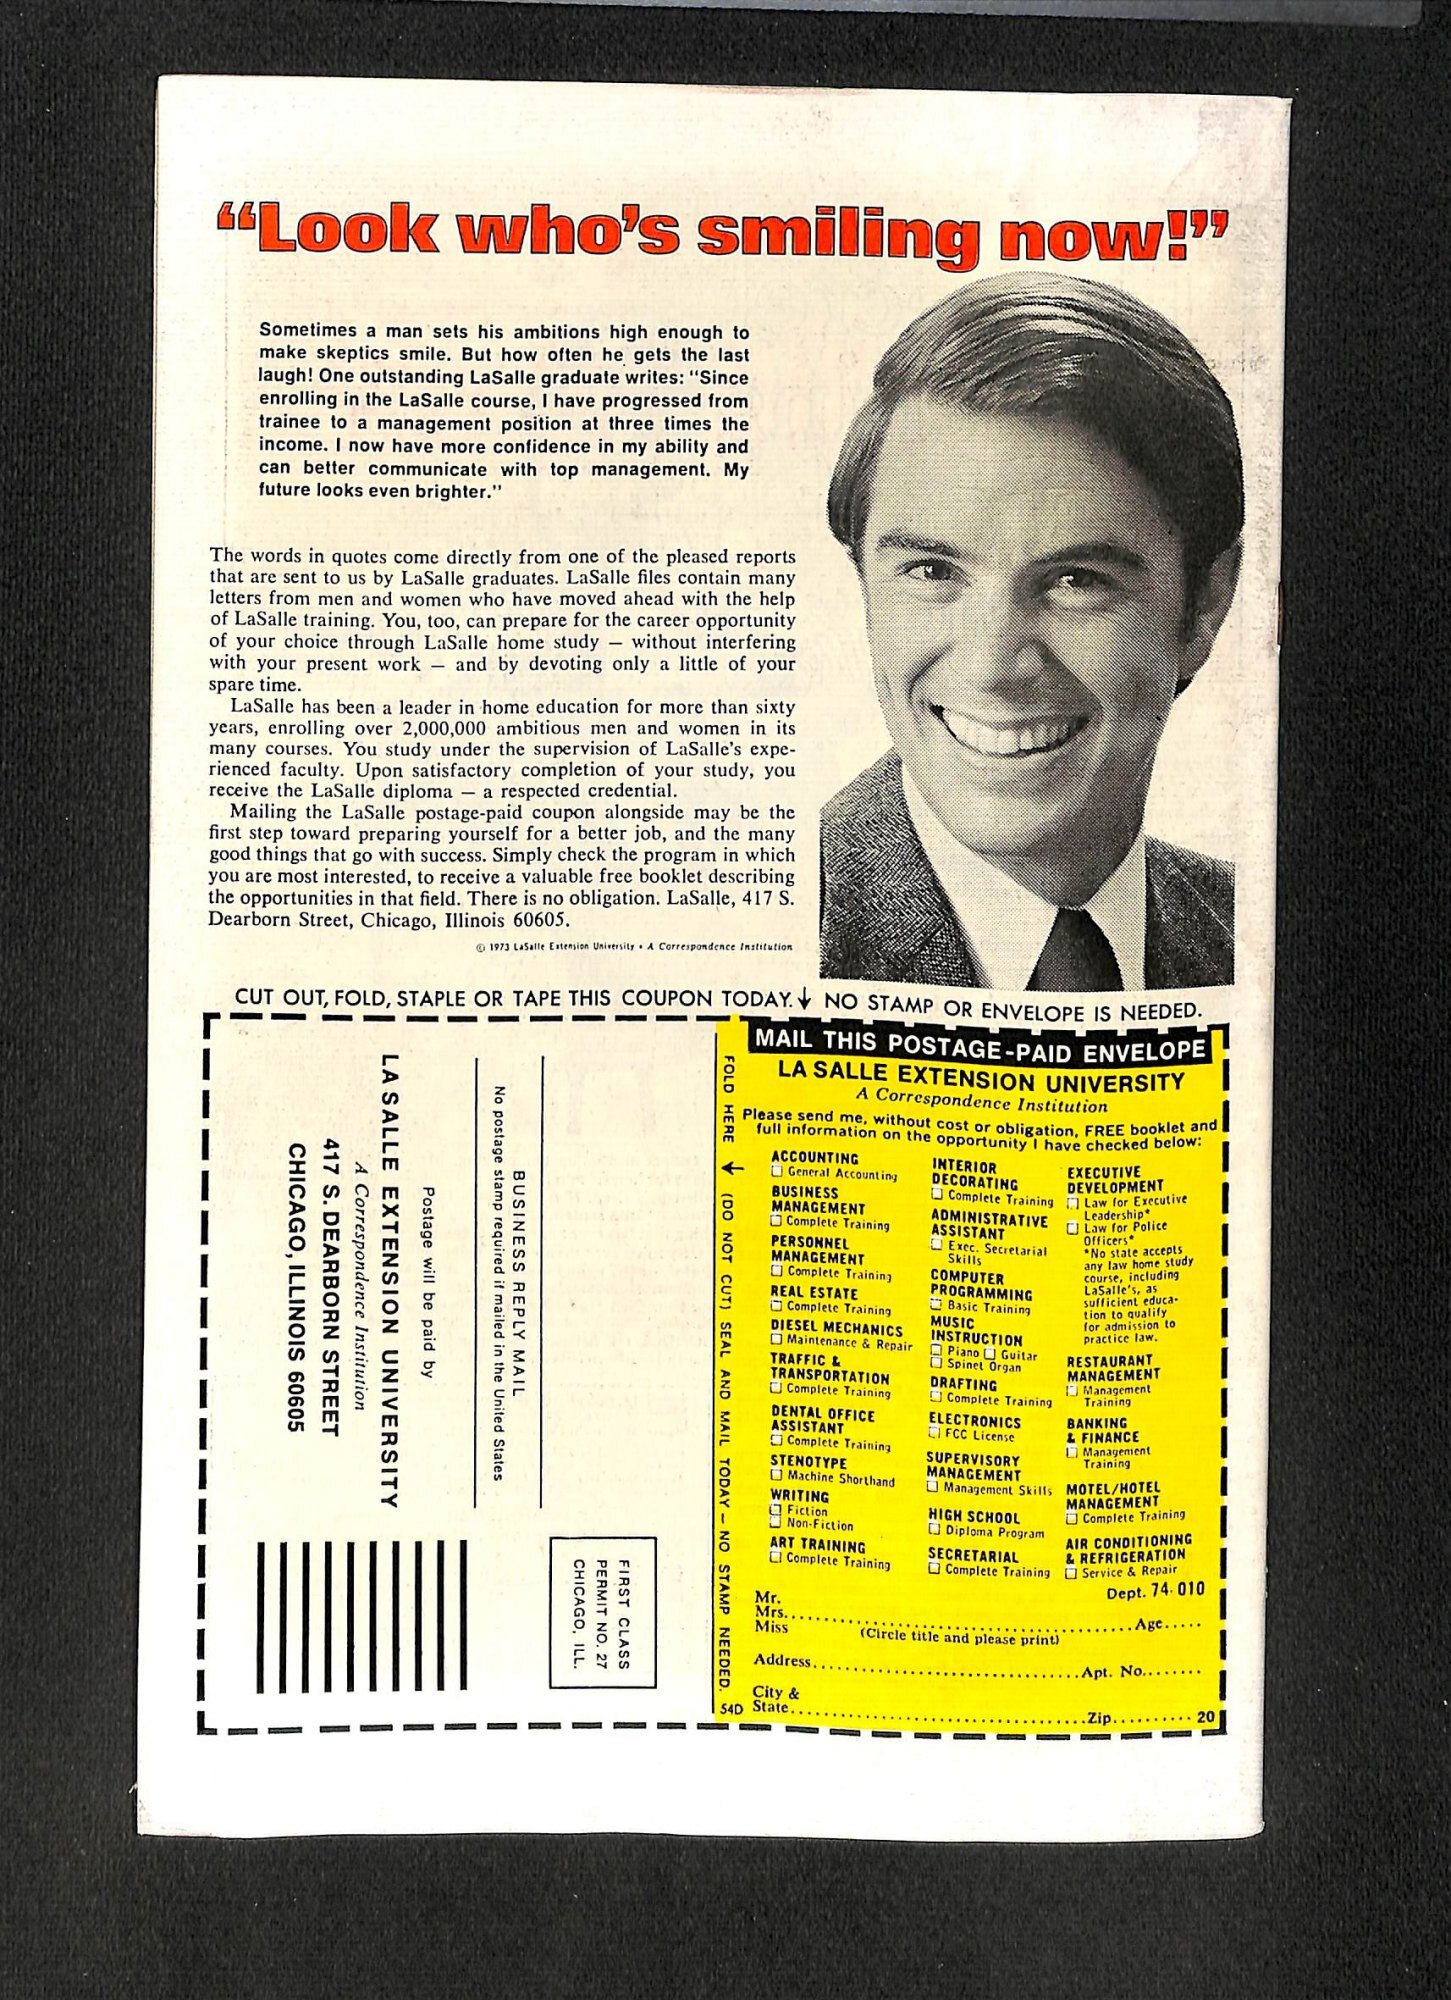 “Look who’s smiling now!”
Sometimes a man sets his ambitions high enough to
make skeptics smile. But how often he gets the last
laugh! One outstanding LaSalle graduate writes: “Since
enrolling in the LaSalle course, I have progressed from
trainee to a management position at three times the
income. I now have more confidence in my ability and
can better communicate with top management. My
future looks even brighter.”
The words in quotes come directly from one of the pleased reports
that are sent to us by LaSalle graduates. LaSalle files contain many
letters from men and women who have moved ahead with the help
of LaSalle training. You, too, can prepare for the career opportunity
of your choice through LaSalle home study — without interfering
with your present work — and by devoting only a little of your
spare time.
LaSalle has been a leader in home education for more than sixty
years, enrolling over 2,000,000 ambitious men and women in its
many courses. You study under the supervision of LaSalle's expe-
rienced faculty. Upon satisfactory completion of your study, you
receive the LaSalle diploma — a respected credential.
Mailing the LaSalle postage-paid coupon alongside may be the
first step toward preparing yourself for a better job, and the many
good things that go with success. Simply check the program in which
you are most interested, to receive a valuable free booklet describing
the opportunities in that field. There is no obligation. LaSalle, 417 S.
Dearborn Street, Chicago, Illinois 60605.
© 1973 LaSalle Extension University • A Correspondence Institution
CUT OUT, FOLD, STAPLE OR TAPE THIS COUPON TODAY. ↓ NO STAMP OR ENVELOPE IS NEEDED.
FIRST CLASS
PERMIT NO. 27
CHICAGO, ILL.
BUSINESS REPLY MAIL
No postage stamp required if mailed in the United States
Postage will be paid by
LA SALLE EXTENSION UNIVERSITY
A Correspondence Institution
417 S. DEARBORN STREET
CHICAGO, ILLINOIS 60605
FOLD HERE ↓ (DO NOT CUT) SEAL AND MAIL TODAY — NO STAMP NEEDED.
MAIL THIS POSTAGE-PAID ENVELOPE
LA SALLE EXTENSION UNIVERSITY
A Correspondence Institution
Please send me, without cost or obligation, FREE booklet and
full information on the opportunity I have checked below:
ACCOUNTING
☐ General Accounting
BUSINESS
MANAGEMENT
☐ Complete Training
PERSONNEL
MANAGEMENT
☐ Complete Training
REAL ESTATE
☐ Complete Training
DIESEL MECHANICS
☐ Maintenance & Repair
TRAFFIC &
TRANSPORTATION
☐ Complete Training
DENTAL OFFICE
ASSISTANT
☐ Complete Training
STENOTYPE
☐ Machine Shorthand
WRITING
☐ Fiction
☐ Non-Fiction
ART TRAINING
☐ Complete Training
INTERIOR
DECORATING
☐ Complete Training
ADMINISTRATIVE
ASSISTANT
☐ Exec. Secretarial
Skills
COMPUTER
PROGRAMMING
☐ Basic Training
MUSIC
INSTRUCTION
☐ Piano ☐ Guitar
☐ Spinet Organ
DRAFTING
☐ Complete Training
ELECTRONICS
☐ FCC License
SUPERVISORY
MANAGEMENT
☐ Management Skills
HIGH SCHOOL
☐ Diploma Program
SECRETARIAL
☐ Complete Training
EXECUTIVE
DEVELOPMENT
☐ Law for Executive
Leadership*
☐ Law for Police
Officers*
*No state accepts
any law home study
course, including
LaSalle's, as
sufficient educa-
tion to qualify
for admission to
practice law.
RESTAURANT
MANAGEMENT
☐ Management
Training
BANKING
& FINANCE
☐ Management
Training
MOTEL/HOTEL
MANAGEMENT
☐ Complete Training
AIR CONDITIONING
& REFRIGERATION
☐ Service & Repair
Dept. 74-010
Mr.
Mrs. ........ Age.....
Miss (Circle title and please print)
Address........ Apt. No........
City &
State........ Zip.......... 20
54D